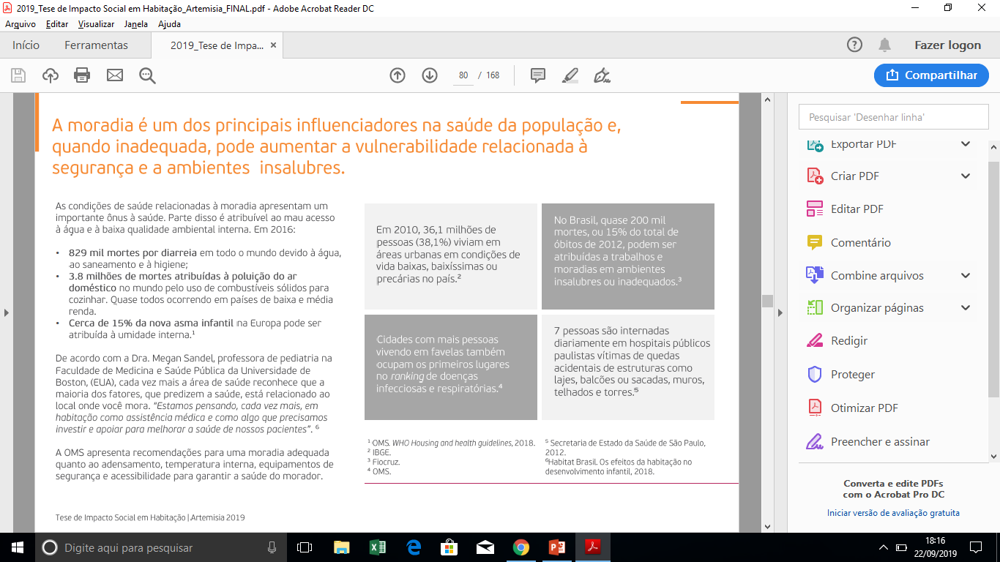 2019_Tese de Impacto Social em Habitação_Artemisia_FINAL.pdf - Adobe Acrobat Reader DC
Arquivo Editar Visualizar Janela Ajuda
Início Ferramentas 2019_Tese de Impa... × Fazer logon
80 / 168 Compartilhar
A moradia é um dos principais influenciadores na saúde da população e,
quando inadequada, pode aumentar a vulnerabilidade relacionada à
segurança e a ambientes insalubres.
As condições de saúde relacionadas à moradia apresentam um
importante ônus à saúde. Parte disso é atribuível ao mau acesso
à água e à baixa qualidade ambiental interna. Em 2016:
• 829 mil mortes por diarreia em todo o mundo devido à água,
ao saneamento e à higiene;
• 3.8 milhões de mortes atribuídas à poluição do ar
doméstico no mundo pelo uso de combustíveis sólidos para
cozinhar. Quase todos ocorrendo em países de baixa e média
renda.
• Cerca de 15% da nova asma infantil na Europa pode ser
atribuída à umidade interna.¹
De acordo com a Dra. Megan Sandel, professora de pediatria na
Faculdade de Medicina e Saúde Pública da Universidade de
Boston, (EUA), cada vez mais a área de saúde reconhece que a
maioria dos fatores, que predizem a saúde, está relacionado ao
local onde você mora. "Estamos pensando, cada vez mais, em
habitação como assistência médica e como algo que precisamos
investir e apoiar para melhorar a saúde de nossos pacientes". ⁶
A OMS apresenta recomendações para uma moradia adequada
quanto ao adensamento, temperatura interna, equipamentos de
segurança e acessibilidade para garantir a saúde do morador.
Em 2010, 36,1 milhões de
pessoas (38,1%) viviam em
áreas urbanas em condições de
vida baixas, baixíssimas ou
precárias no país.²
No Brasil, quase 200 mil
mortes, ou 15% do total de
óbitos de 2012, podem ser
atribuídas a trabalhos e
moradias em ambientes
insalubres ou inadequados.³
Cidades com mais pessoas
vivendo em favelas também
ocupam os primeiros lugares
no ranking de doenças
infecciosas e respiratórias.⁴
7 pessoas são internadas
diariamente em hospitais públicos
paulistas vítimas de quedas
acidentais de estruturas como
lajes, balcões ou sacadas, muros,
telhados e torres.⁵
¹ OMS. WHO Housing and health guidelines, 2018.
² IBGE.
³ Fiocruz.
⁴ OMS.
⁵ Secretaria de Estado da Saúde de São Paulo,
2012.
⁶Habitat Brasil. Os efeitos da habitação no
desenvolvimento infantil, 2018.
Tese de Impacto Social em Habitação | Artemisia 2019
Pesquisar 'Desenhar linha'
Exportar PDF
Criar PDF
Editar PDF
Comentário
Combine arquivos
Organizar páginas
Redigir
Proteger
Otimizar PDF
Preencher e assinar
Converta e edite PDFs
com o Acrobat Pro DC
Iniciar versão de avaliação gratuita
Digite aqui para pesquisar
18:16
22/09/2019